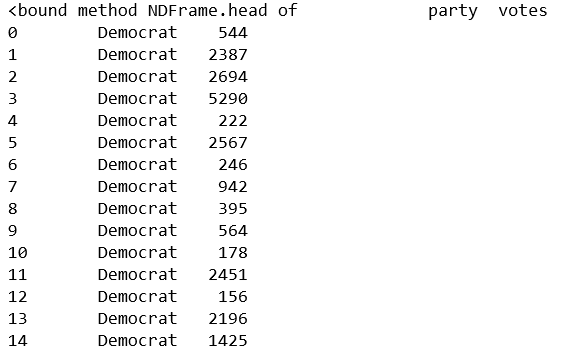 <bound method NDFrame.head of             party  votes
0        Democrat    544
1        Democrat   2387
2        Democrat   2694
3        Democrat   5290
4        Democrat    222
5        Democrat   2567
6        Democrat    246
7        Democrat    942
8        Democrat    395
9        Democrat    564
10       Democrat    178
11       Democrat   2451
12       Democrat    156
13       Democrat   2196
14       Democrat   1425